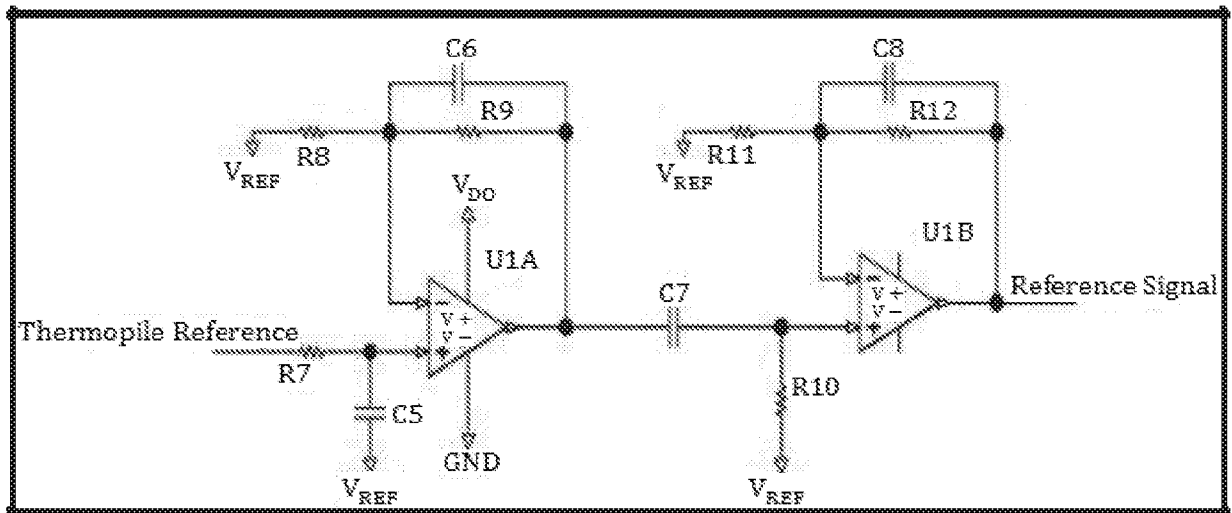 C6
C8
R9
R12
R8
R11
V_REF
V_REF
V_DO
U1A
U1B
C7
Reference Signal
Thermopile Reference
V +
V −
V +
V −
R7
C5
R10
GND
V_REF
V_REF